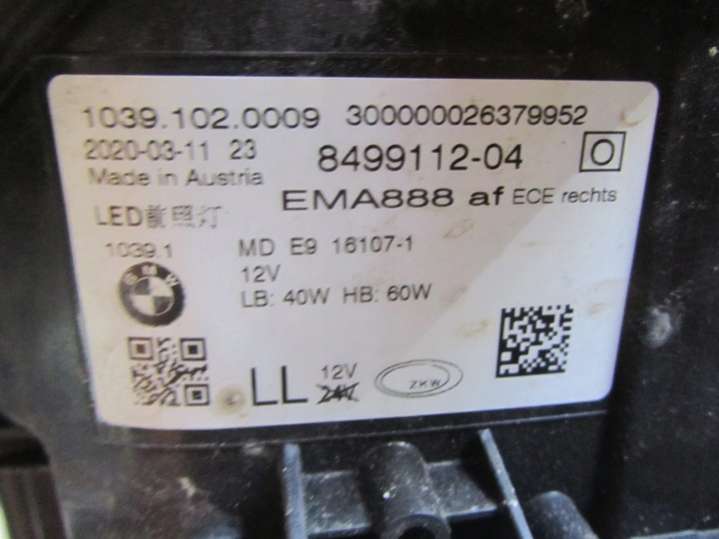 1039.102.0009 300000026379952
2020-03-11 23 8499112-04 O
Made in Austria
EMA888 af ECE rechts
LED前照灯
1039.1 MD E9 16107-1
12V
BMW
LB: 40W HB: 60W
LL 12V
24V
ZKW